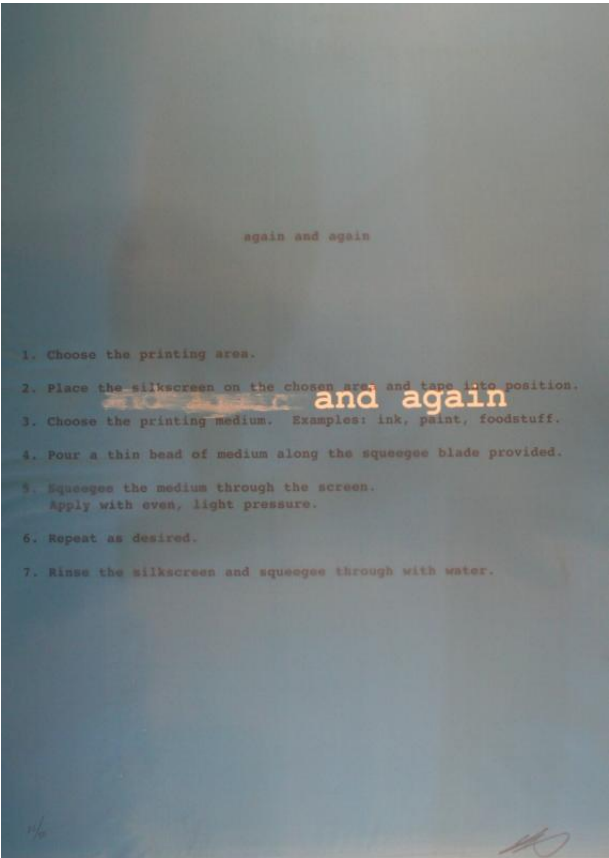 again and again
1. Choose the printing area.
2. Place the silkscreen on the chosen area and tape into position.
and again
3. Choose the printing medium. Examples: ink, paint, foodstuff.
4. Pour a thin bead of medium along the squeegee blade provided.
5. Squeegee the medium through the screen.
Apply with even, light pressure.
6. Repeat as desired.
7. Rinse the silkscreen and squeegee through with water.